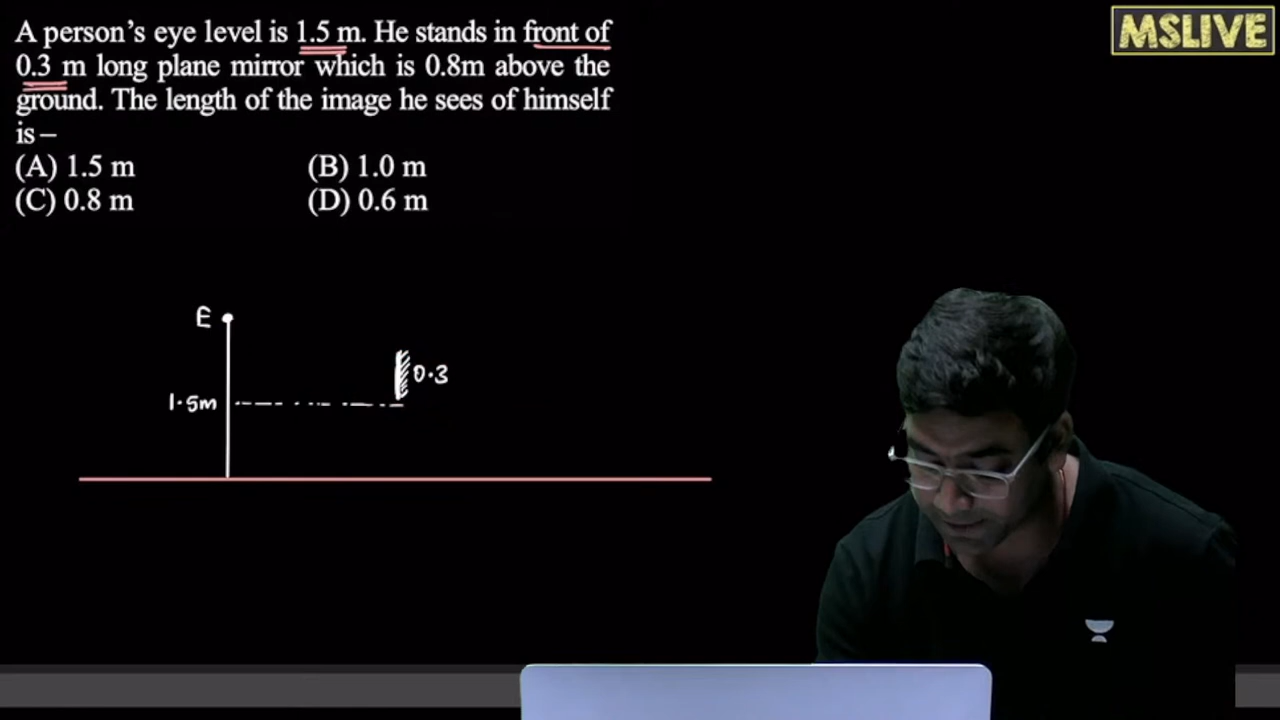 A person's eye level is 1.5 m. He stands in front of
0.3 m long plane mirror which is 0.8m above the
ground. The length of the image he sees of himself
is –
(A) 1.5 m (B) 1.0 m
(C) 0.8 m (D) 0.6 m
MSLIVE
E
0.3
1.5m